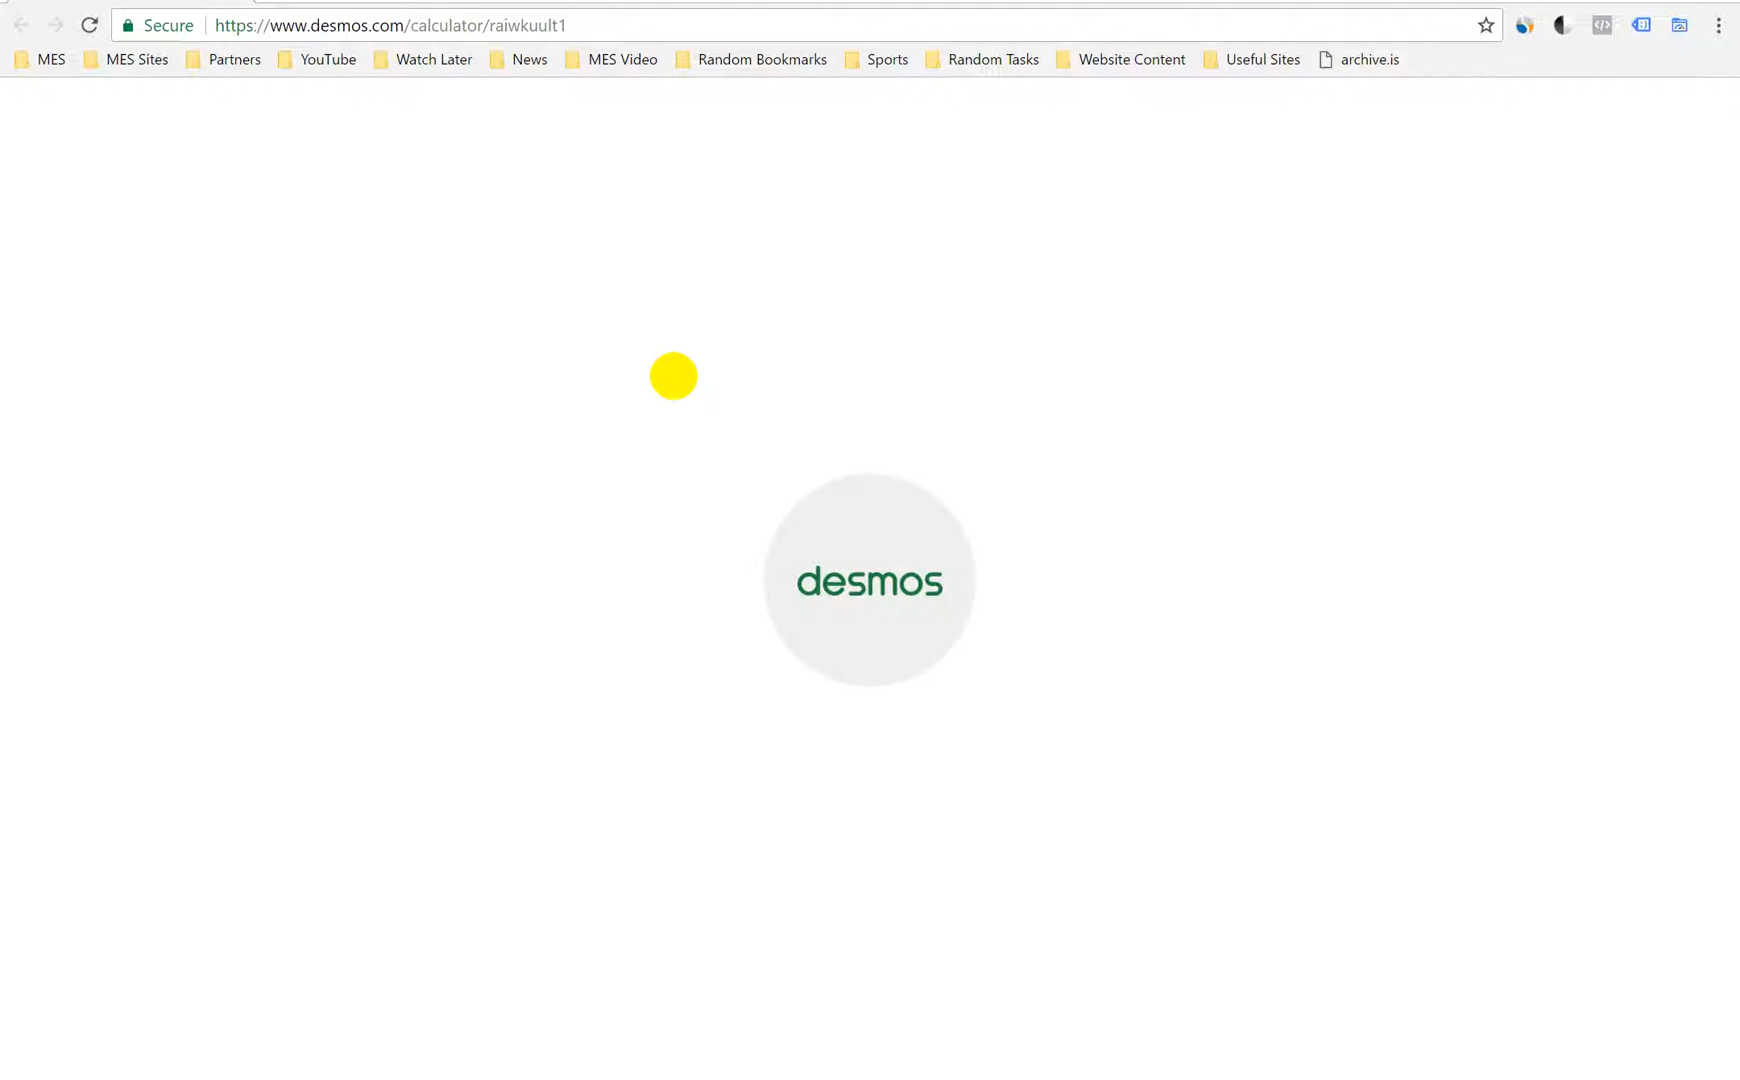 Secure https://www.desmos.com/calculator/raiwkuult1
MES MES Sites Partners YouTube Watch Later News MES Video Random Bookmarks Sports Random Tasks Website Content Useful Sites archive.is
desmos